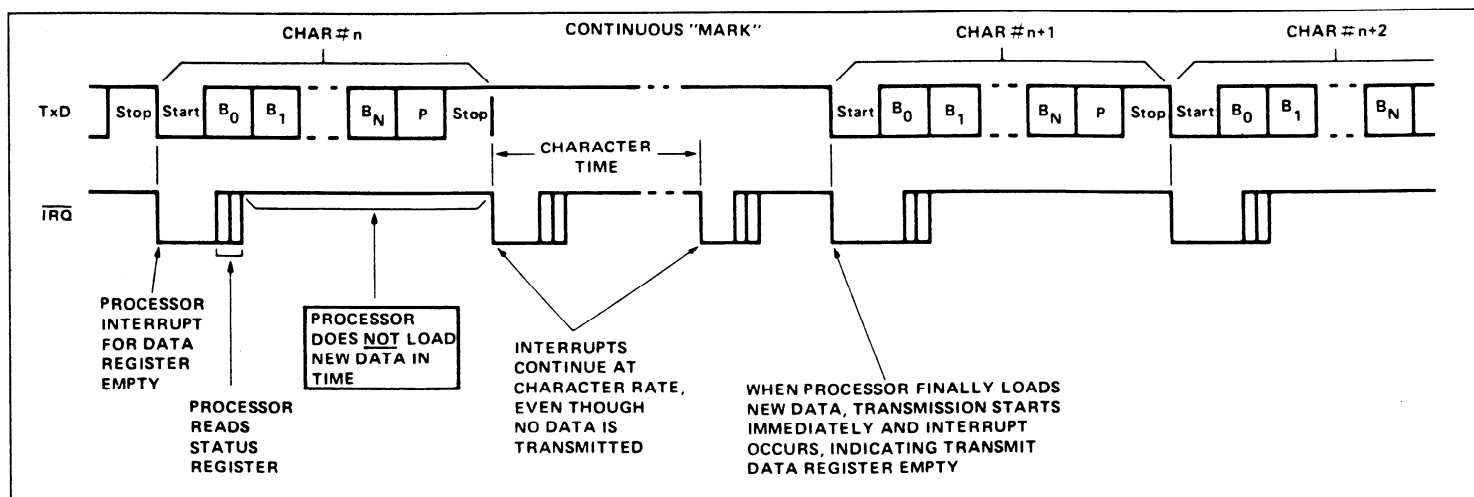 CHAR #n
CONTINUOUS "MARK"
CHAR #n+1
CHAR #n+2
TxD
Stop
Start
B0
B1
BN
P
Stop
Start
B0
B1
BN
P
Stop
Start
B0
B1
BN
CHARACTER
TIME
IRQ
PROCESSOR
INTERRUPT
FOR DATA
REGISTER
EMPTY
PROCESSOR
READS
STATUS
REGISTER
PROCESSOR
DOES NOT LOAD
NEW DATA IN
TIME
INTERRUPTS
CONTINUE AT
CHARACTER RATE,
EVEN THOUGH
NO DATA IS
TRANSMITTED
WHEN PROCESSOR FINALLY LOADS
NEW DATA, TRANSMISSION STARTS
IMMEDIATELY AND INTERRUPT
OCCURS, INDICATING TRANSMIT
DATA REGISTER EMPTY